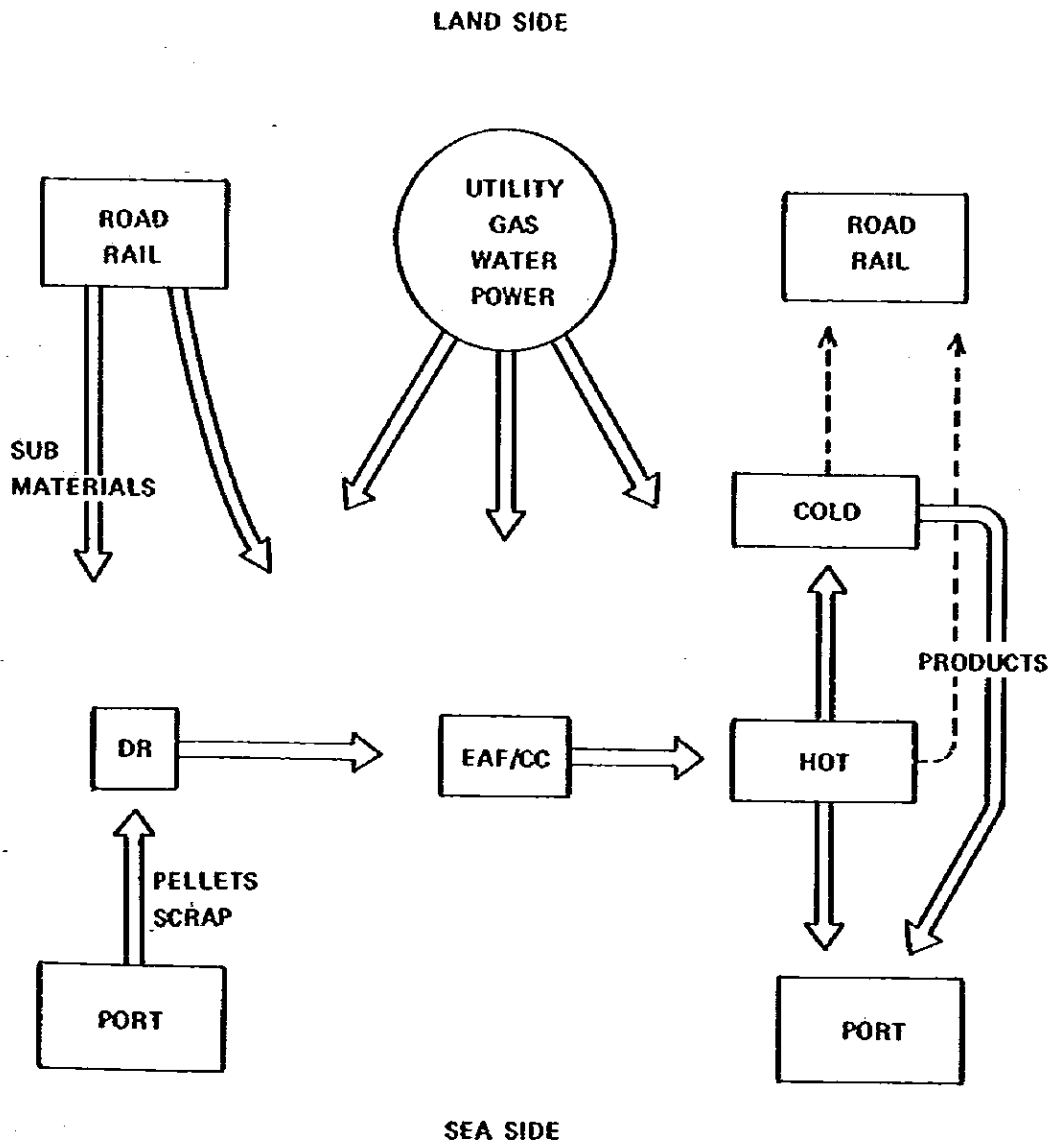 LAND SIDE
ROAD
RAIL
UTILITY
GAS
WATER
POWER
ROAD
RAIL
SUB
MATERIALS
COLD
PRODUCTS
DR
EAF/CC
HOT
PELLETS
SCRAP
PORT
PORT
SEA SIDE